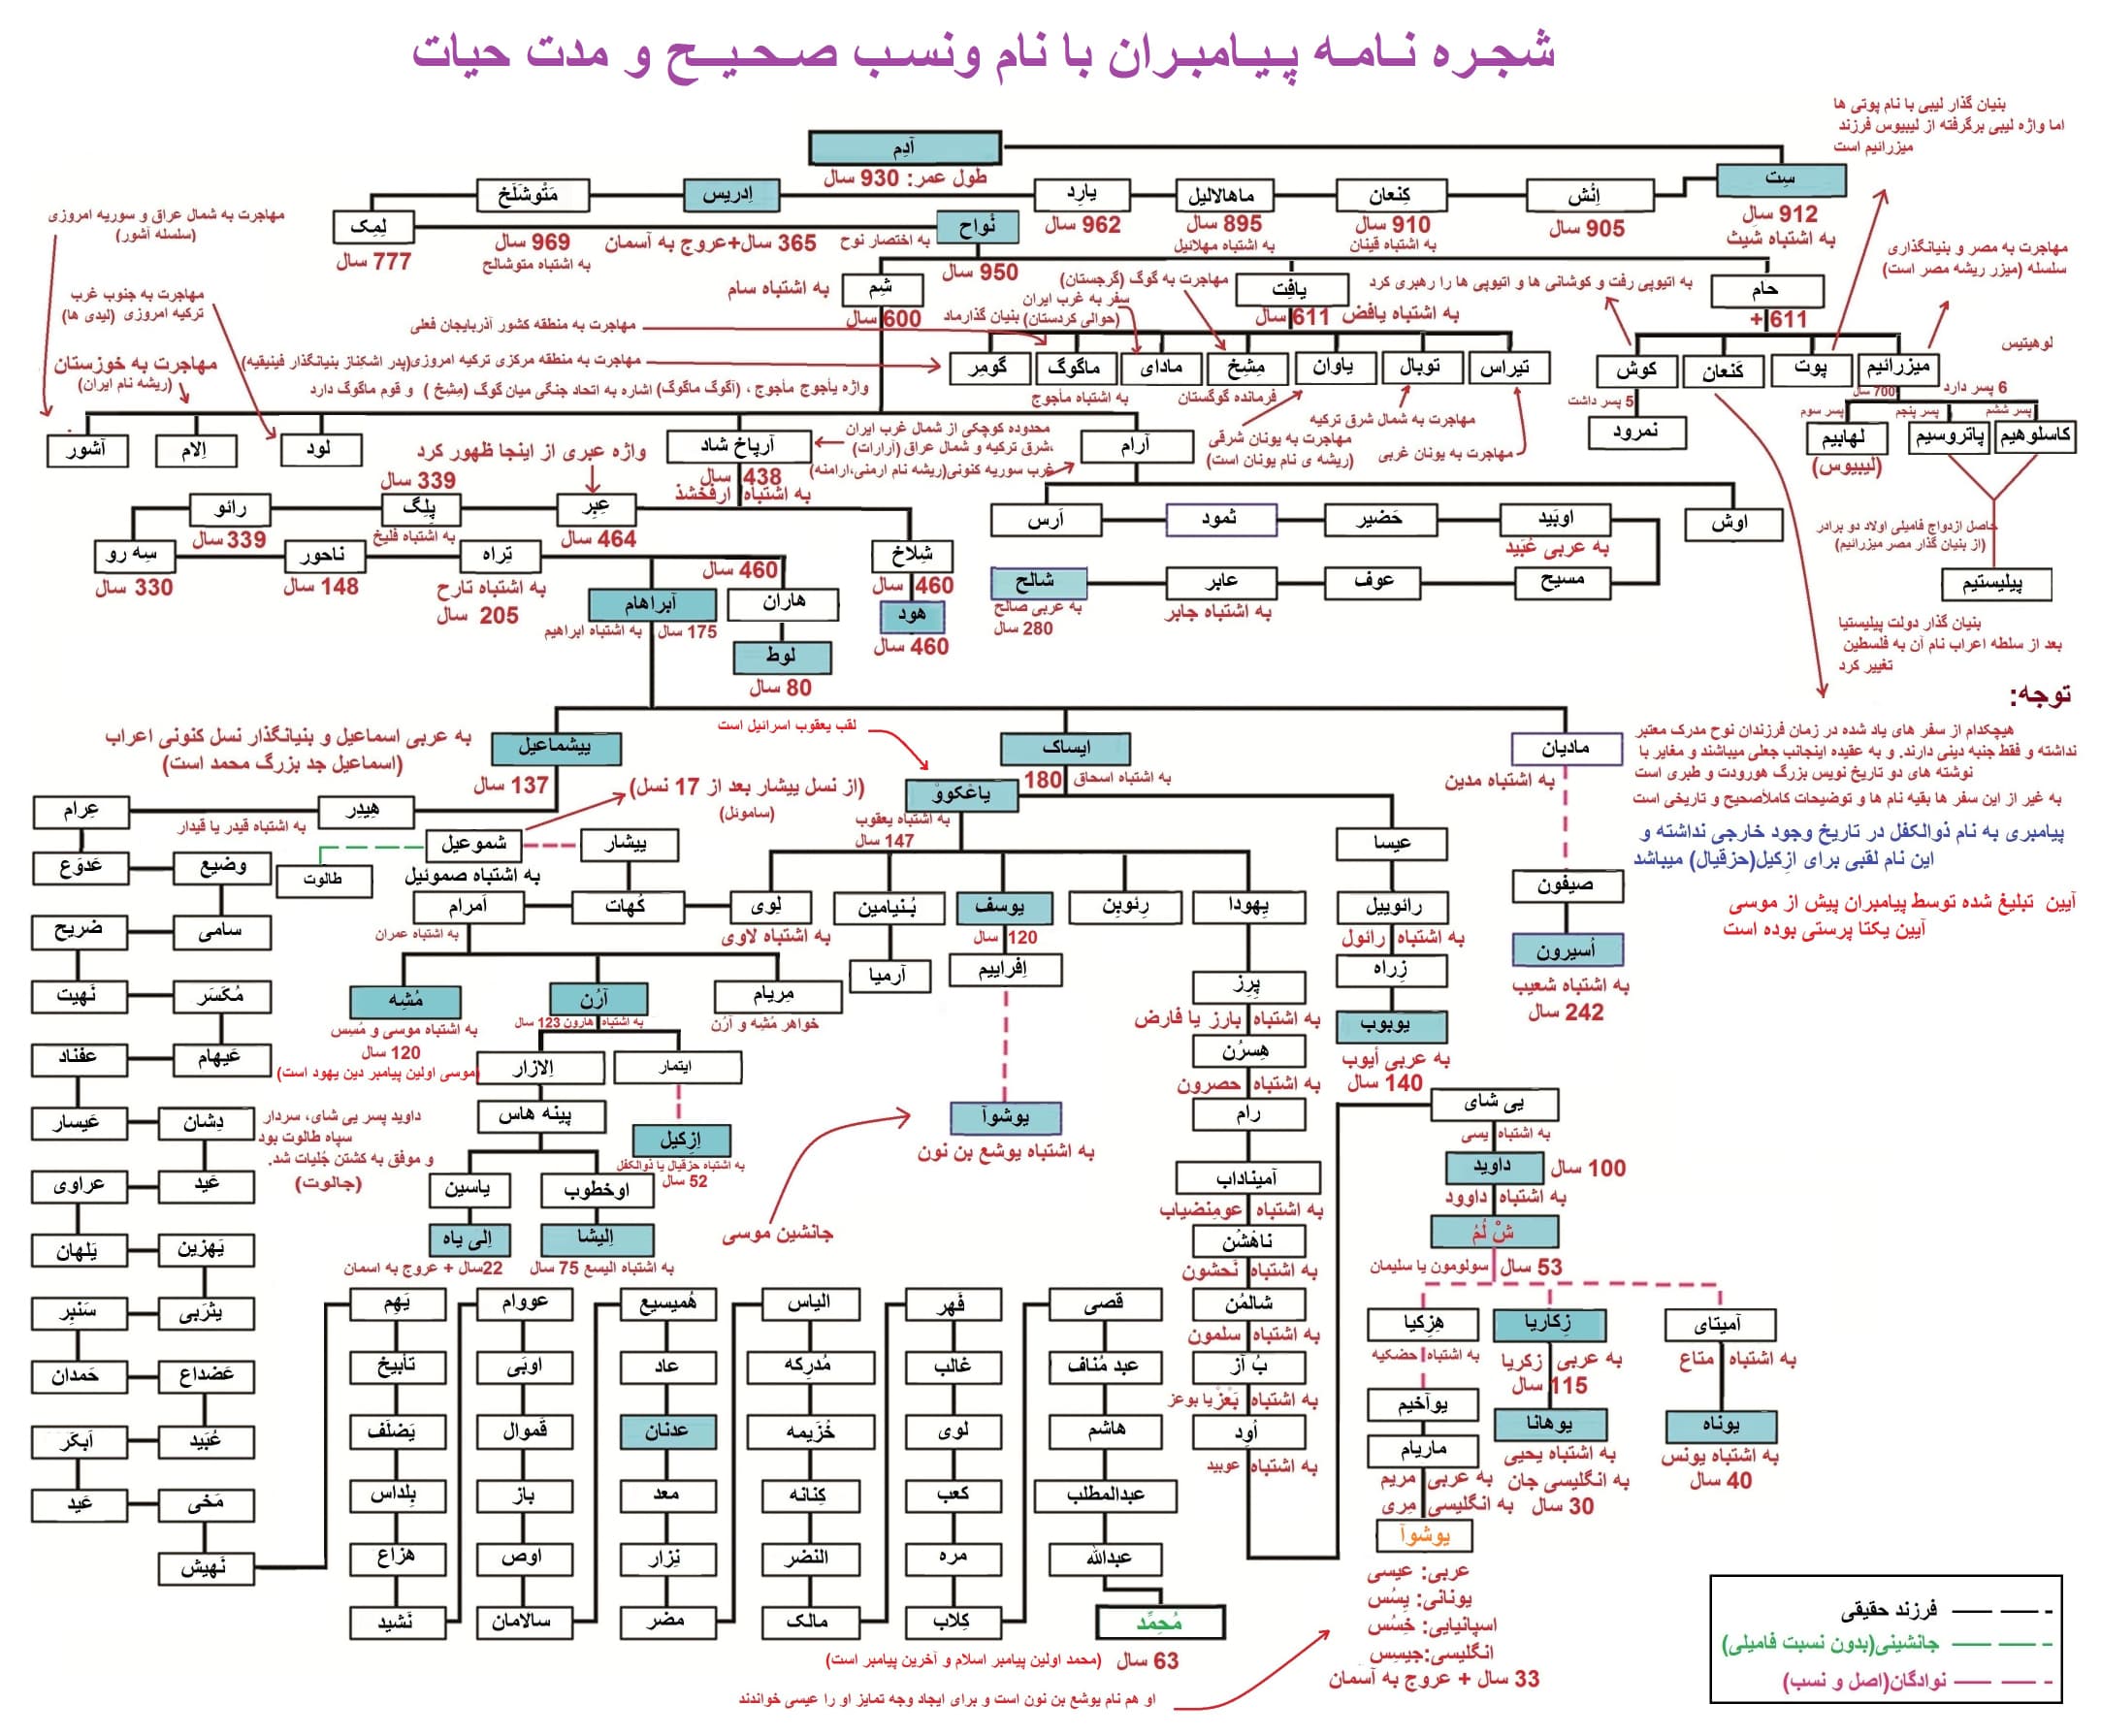 شجره نامه پیامبران با نام ونسب صحیح و مدت حیات
بنیان گذار لیبی با نام پوتی ها
اما واژه لیبی برگرفته از لیبیوس فرزند
میزرائیم است
آدِم
طول عمر: 930 سال
سِت
912 سال
به اشتباه شیث
اِنُش
905 سال
کِنعان
910 سال
به اشتباه قینان
ماهالالیل
895 سال
به اشتباه مهلائیل
یارِد
962 سال
اِدریس
365 سال+عروج به آسمان
مَتْوشَلَخ
969 سال
به اشتباه متوشالح
لِمِک
777 سال
نُواح
به اختصار نوح
950 سال
مهاجرت به شمال عراق و سوریه امروزی
(سلسله آشور)
مهاجرت به جنوب غرب
ترکیه امروزی (لیدی ها)
مهاجرت به خوزستان
(ریشه نام ایران)
مهاجرت به مصر و بنیانگذاری
سلسله (میزر ریشه مصر است)
شِم
به اشتباه سام
600 سال
یافِت
611 سال
به اشتباه یافض
حام
611 +
به اتیوپی رفت و کوشانی ها و اتیوپی ها را رهبری کرد
مهاجرت به گوگ (گرجستان)
سفر به غرب ایران
(حوالی کردستان) بنیان گذارماد
مهاجرت به منطقه کشور آذربایجان فعلی
مهاجرت به منطقه مرکزی ترکیه امروزی(پدر اشکِناز بنیانگذار فینیقیه)
واژه یأجوج مأجوج ، (آگوگ ماگوگ) اشاره به اتحاد جنگی میان گوگ (مِشِخ ) و قوم ماگوگ دارد
گومِر
ماگوگ
به اشتباه مأجوج
مادای
مِشِخ
فرمانده گوگستان
یاوان
توبال
تیراس
مهاجرت به شمال شرق ترکیه
مهاجرت به یونان شرقی
(ریشه ی نام یونان است)
مهاجرت به یونان غربی
کوش
5 پسر داشت
نمرود
کَنعان
پوت
میزرائیم
700 سال
6 پسر دارد
لوهیتیس
پسر سوم
پسر پنجم
پسر ششم
لهابیم
(لیبیوس)
پاتروسیم
کاسلوهیم
حاصل ازدواج فامیلی اولاد دو برادر
(از بنیان گذار مصر میزرائیم)
پیلیستیم
بنیان گذار دولت پیلیستیا
بعد از سلطه اعراب نام آن به فلسطین
تغییر کرد
آشور
اِلام
لود
آرپاخ شاد
438 سال
به اشتباه ارفخشذ
آرام
محدوده کوچکی از شمال غرب ایران
،شرق ترکیه و شمال عراق (آرارات)
غرب سوریه کنونی(ریشه نام ارمنی،ارامنه)
واژه عبری از اینجا ظهور کرد
عِبِر
464 سال
پِلِگ
339 سال
به اشتباه فلیخ
رائو
339 سال
سِه رو
330 سال
ناحور
148 سال
تِراه
به اشتباه تارح
205 سال
460 سال
هاران
لوط
80 سال
آبراهام
175 سال
به اشتباه ابراهیم
شِلاخ
460 سال
هود
460 سال
اوش
آرَس
ثمود
حَضیر
اوبَید
به عربی عُبَید
مسیح
عوف
عابر
به اشتباه جابر
شالح
به عربی صالح
280 سال
توجه:
هیچکدام از سفر های یاد شده در زمان فرزندان نوح مدرک معتبر
نداشته و فقط جنبه دینی دارند. و به عقیده اینجانب جعلی میباشند و مغایر با
نوشته های دو تاریخ نویس بزرگ هورودت و طبری است
به غیر از این سفر ها بقیه نام ها و توضیحات کاملأصحیح و تاریخی است
پیامبری به نام ذوالکفل در تاریخ وجود خارجی نداشته و
این نام لقبی برای اِزکیل(حزقیال) میباشد
آیین تبلیغ شده توسط پیامبران پیش از موسی
آیین یکتا پرستی بوده است
ییشماعیل
به عربی اسماعیل و بنیانگذار نسل کنونی اعراب
(اسماعیل جد بزرگ محمد است)
137 سال
لقب یعقوب اسرائیل است
ایساک
180
به اشتباه اسحاق
مادیان
به اشتباه مدین
صیفون
اُسیرون
به اشتباه شعیب
242 سال
یاعْکووْ
به اشتباه یعقوب
147 سال
عیسا
رائوییل
به اشتباه رائول
زِراه
یوبوب
به عربی أیوب
140 سال
هیدِر
به اشتباه قیدر یا قیدار
عِرام
عَدوَع
وضیع
سامی
ضریح
نَهیت
مُکَسَر
عَیهام
عفناد
عَیسار
دِشان
عَید
عراوی
یَلهان
یَهزین
یثرَبی
سَنبِر
حَمدان
عَضداع
عُبَید
اَبکَر
عَید
مَخی
نَهیش
(از نسل ییشار بعد از 17 نسل)
(ساموئل)
شموعیل
به اشتباه صموئیل
طالوت
ییشار
کُهات
لِوی
به اشتباه لاوی
اَمرام
به اشتباه عمران
بُنیامین
آرمیا
یوسف
120 سال
اِفراییم
یوشوآ
به اشتباه یوشع بن نون
جانشین موسی
رِئوبن
یِهودا
مُشِه
به اشتباه موسی و مُسِس
120 سال
(موسی اولین پیامبر دین یهود است)
آرُن
به اشتباه هارون 123 سال
مِریام
خواهر مُشِه و آرُن
اِلازار
ایتمار
اِزکیل
به اشتباه حزقیال یا ذوالکفل
52 سال
پینه هاس
یاسین
اوخطوب
اِلی یاه
22سال + عروج به اسمان
اِلیشا
به اشتباه الیسع 75 سال
داوید پسر یی شای، سردار
سپاه طالوت بود
و موفق به کشتن جُلیات شد.
(جالوت)
پِرِز
به اشتباه بارز یا فارض
هِسرُن
به اشتباه حصرون
رام
آمیناداب
به اشتباه عومِنضیاب
ناهَشُن
به اشتباه نَحشون
شالمُن
به اشتباه سلمون
بُ آز
به اشتباه بَعْز یا بوعز
اُوِد
به اشتباه عوبید
یی شای
به اشتباه یسی
داوید
100 سال
به اشتباه داوود
شْ لُمُ
53 سال
سولومون یا سلیمان
هِزِکیا
به اشتباه حضکیه
یوآخیم
ماریام
به عربی مریم
به انگلیسی مِری
یوشوآ
عربی: عیسی
یونانی: یِسُس
اسپانیایی: خِسُس
انگلیسی:جیسِس
33 سال + عروج به آسمان
زِکاریا
به عربی زکریا
115 سال
یوهانا
به اشتباه یحیی
به انگلیسی جان
30 سال
آمیتای
به اشتباه متاع
یوناه
به اشتباه یونس
40 سال
یَهِم
تأبیخ
یَضلَف
بِلداس
هزاع
نَشید
عووام
اوبَی
قَموال
باز
اوص
سالامان
هُمیسیع
عاد
عدنان
معد
نِزار
مضر
الیاس
مُدرکه
خُزَیمه
کِنانه
النضر
مالک
فَهر
غالب
لوی
کعب
مره
کِلاب
قصی
عبد مُناف
هاشم
عبدالمطلب
عبدالله
مُحِمَّد
63 سال (محمد اولین پیامبر اسلام و آخرین پیامبر است)
او هم نام یوشع بن نون است و برای ایجاد وجه تمایز او را عیسی خواندند
فرزند حقیقی
جانشینی(بدون نسبت فامیلی)
نوادگان(اصل و نسب)